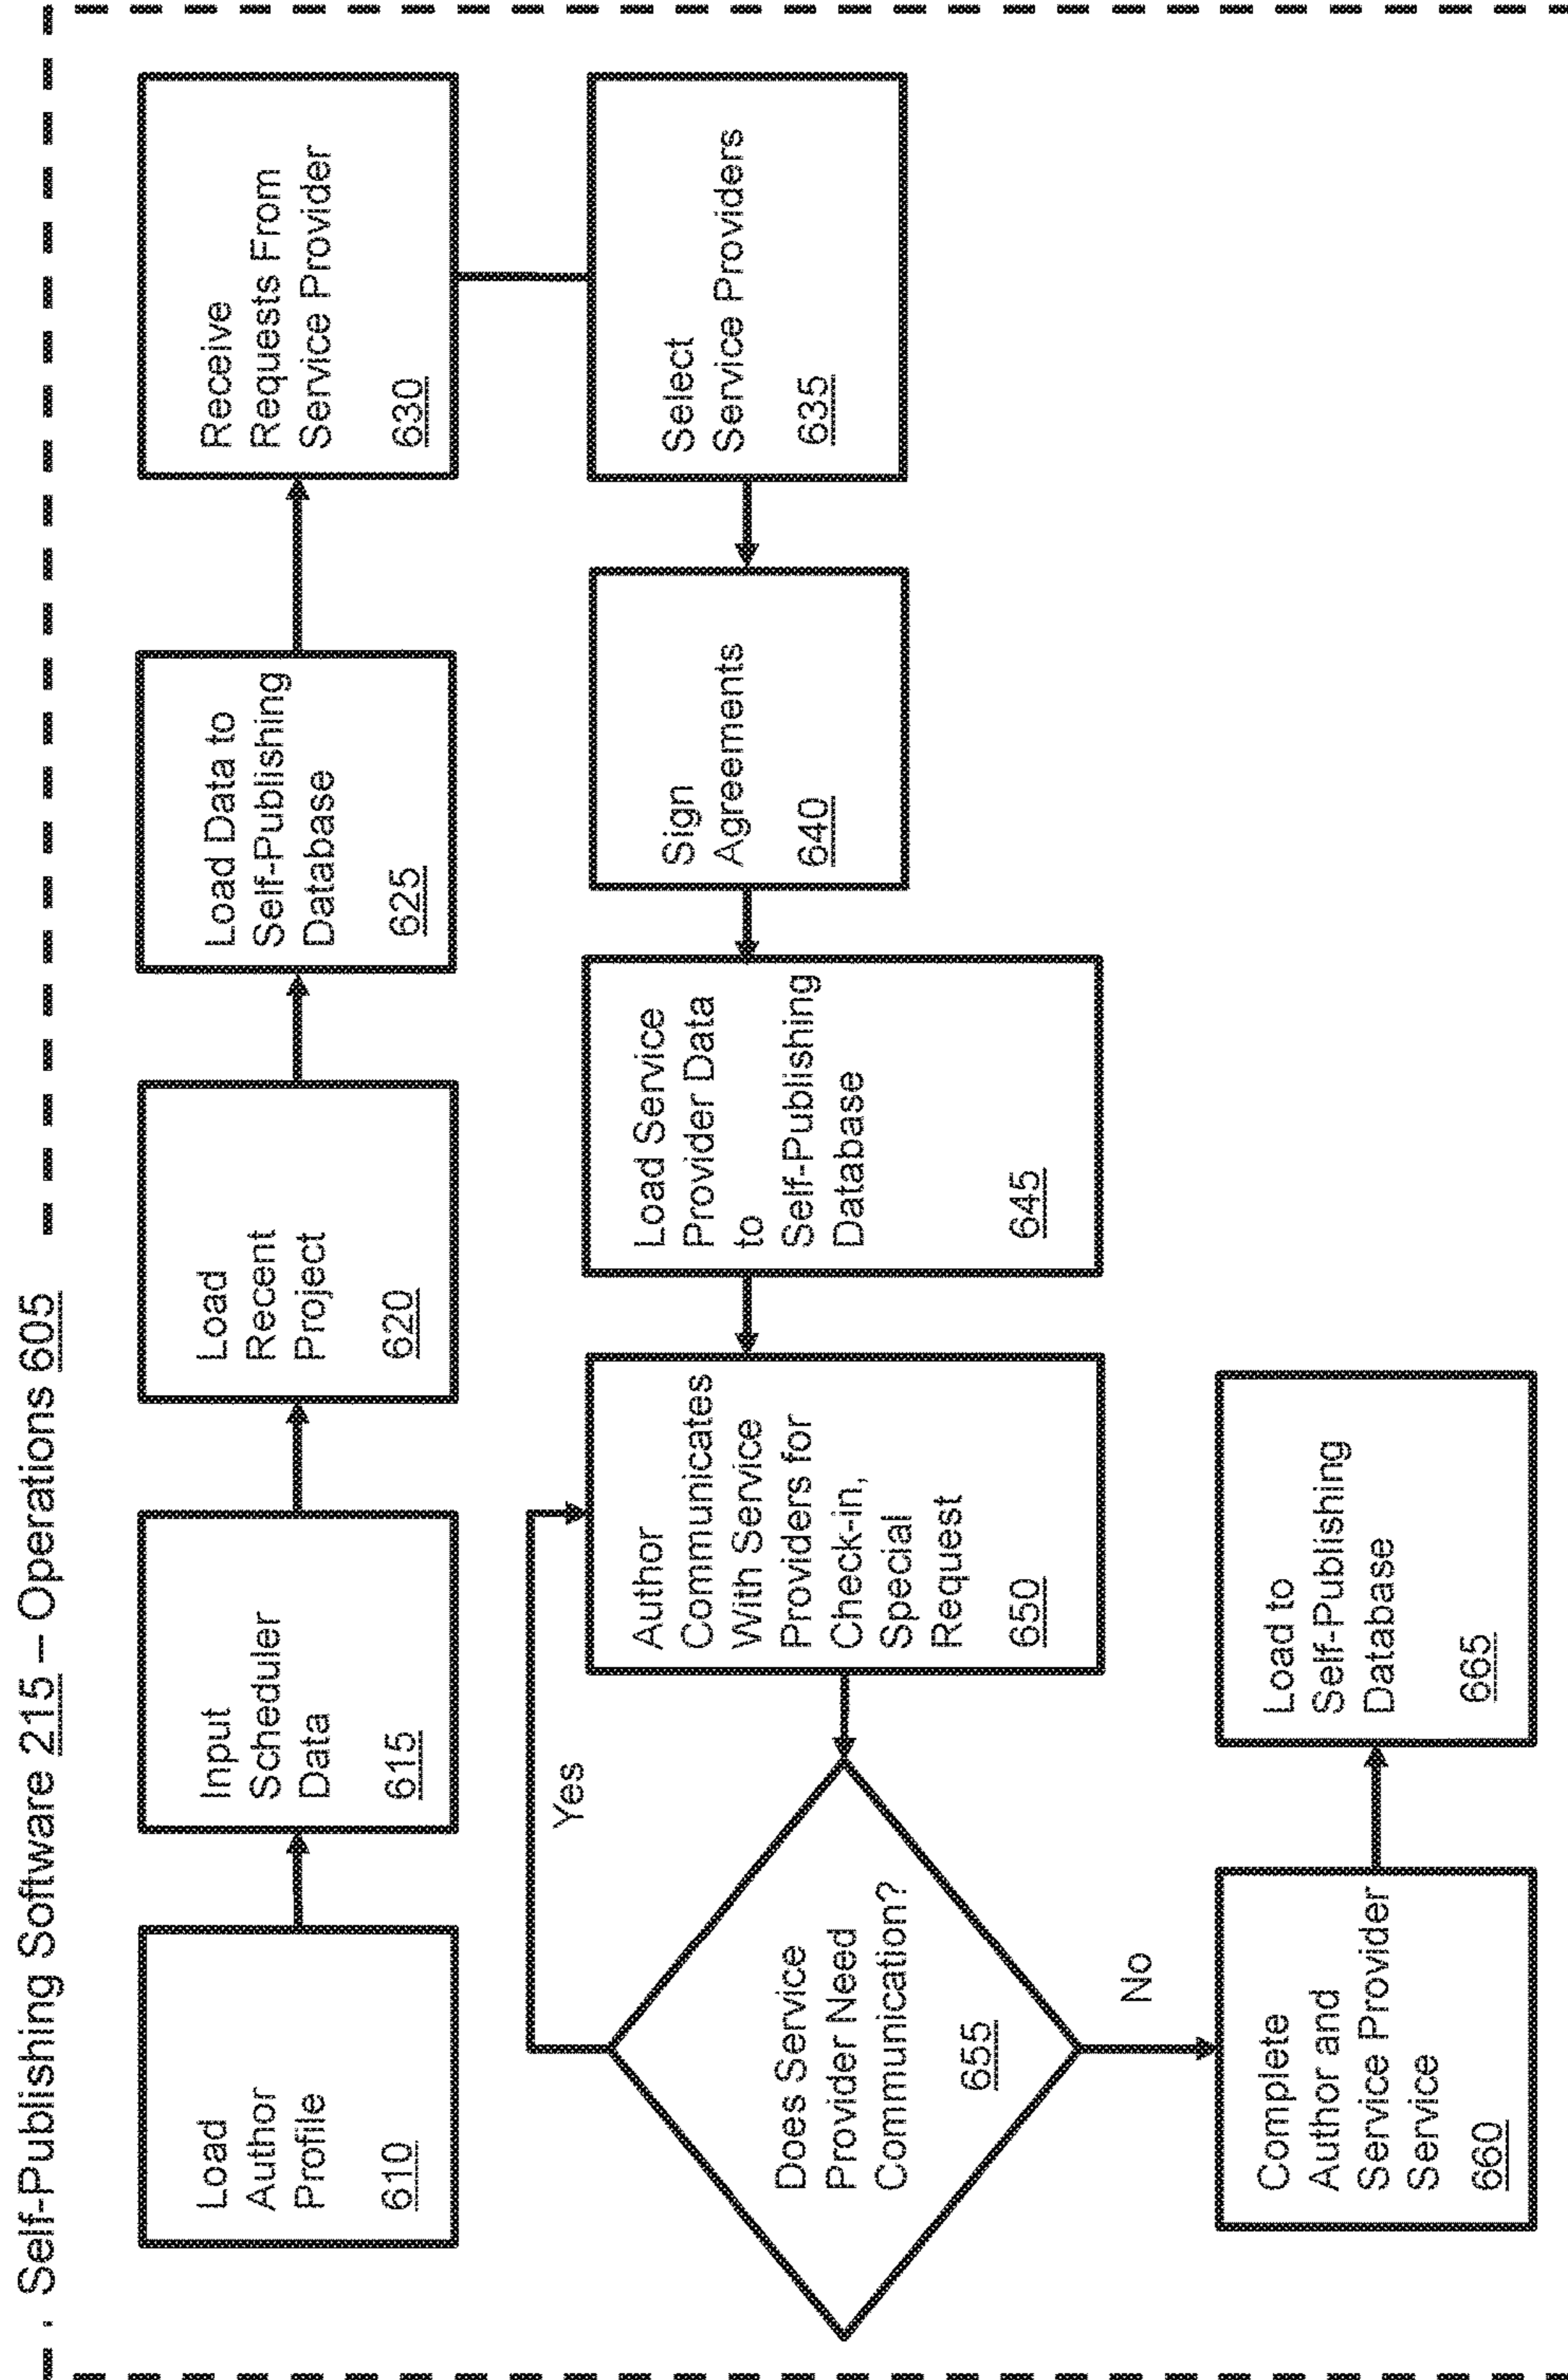 Self-Publishing Software 215 – Operations 605
Load
Author
Profile
610
Input
Scheduler
Data
615
Load
Recent
Project
620
Load Data to
Self-Publishing
Database
625
Receive
Requests From
Service Provider
630
Select
Service Providers
635
Sign
Agreements
640
Load Service
Provider Data
to
Self-Publishing
Database
645
Author
Communicates
With Service
Providers for
Check-in,
Special
Request
650
Does Service
Provider Need
Communication?
655
Yes
No
Complete
Author and
Service Provider
Service
660
Load to
Self-Publishing
Database
665